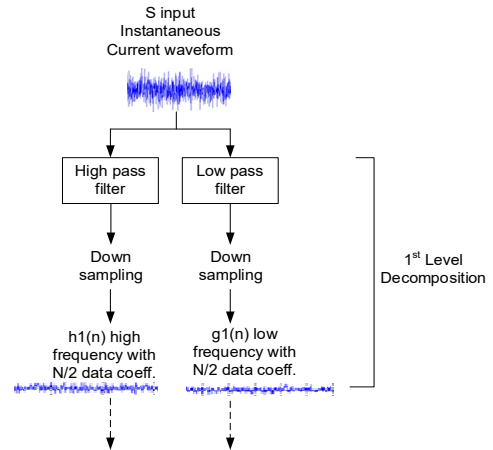 S input
Instantaneous
Current waveform
High pass
filter
Low pass
filter
Down
sampling
Down
sampling
1st Level
Decomposition
h1(n) high
frequency with
N/2 data coeff.
g1(n) low
frequency with
N/2 data coeff.